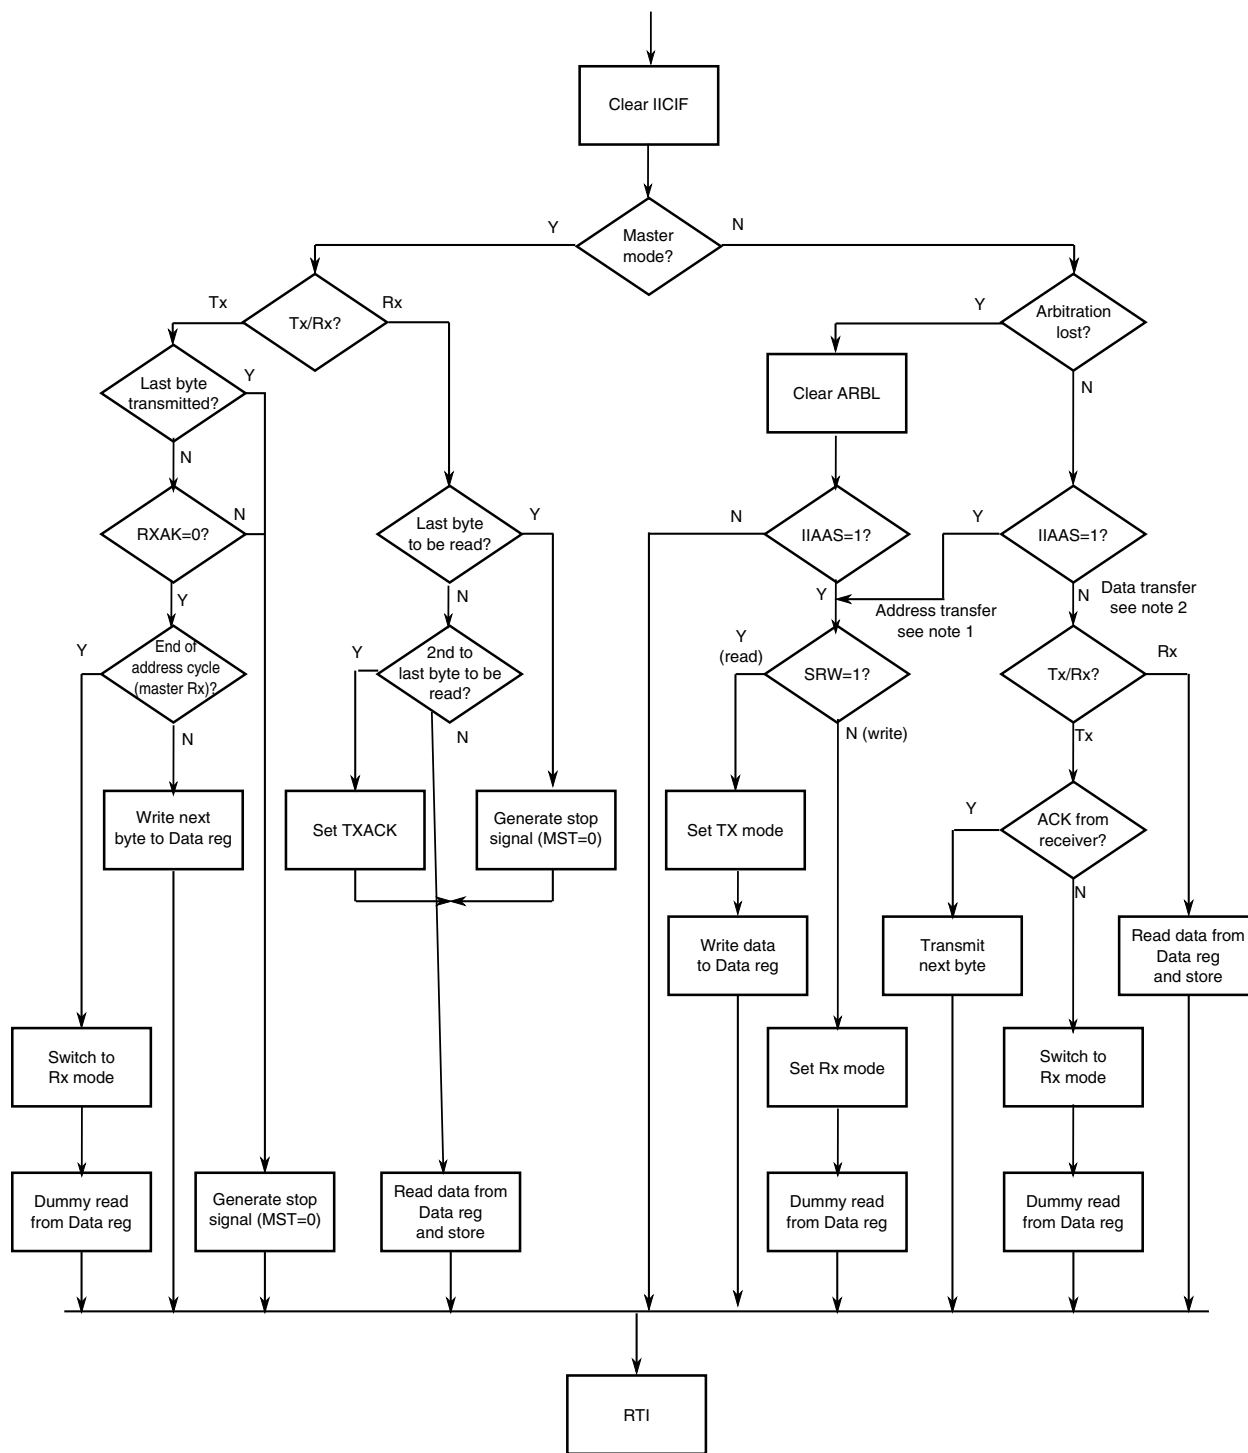 Clear IICIF
Y
N
Master
mode?
Tx
Rx
Tx/Rx?
Y
Arbitration
lost?
Last byte
transmitted?
Y
Clear ARBL
N
N
RXAK=0?
N
Last byte
to be read?
Y
N
IIAAS=1?
Y
IIAAS=1?
Y
N
Y
Address transfer
see note 1
N
Data transfer
see note 2
Y
End of
address cycle
(master Rx)?
Y
2nd to
last byte to be
read?
Y
(read)
SRW=1?
Tx/Rx?
Rx
N
N
N (write)
Tx
Write next
byte to Data reg
Set TXACK
Generate stop
signal (MST=0)
Set TX mode
Y
ACK from
receiver?
N
Write data
to Data reg
Transmit
next byte
Read data from
Data reg
and store
Switch to
Rx mode
Set Rx mode
Switch to
Rx mode
Dummy read
from Data reg
Generate stop
signal (MST=0)
Read data from
Data reg
and store
Dummy read
from Data reg
Dummy read
from Data reg
RTI